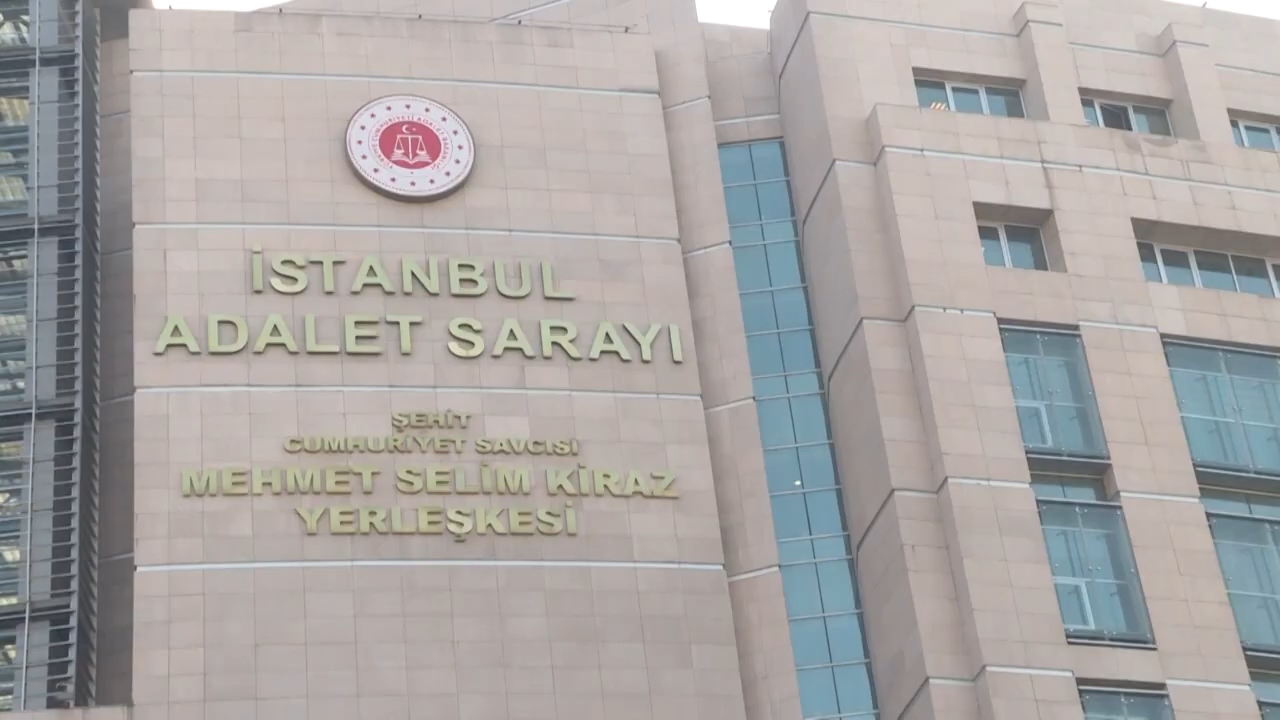 İSTANBUL
ADALET SARAYI
ŞEHİT
CUMHURİYET SAVCISI
MEHMET SELİM KİRAZ
YERLEŞKESİ